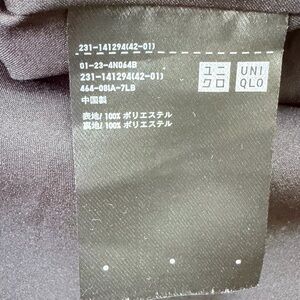 231-141294(42-01)
01-23-4N064B
231-141294(42-01)
464-081A-7LB
中国製
表地/100% ポリエステル
裏地/100% ポリエステル
ユニ
クロ
UNI
QLO